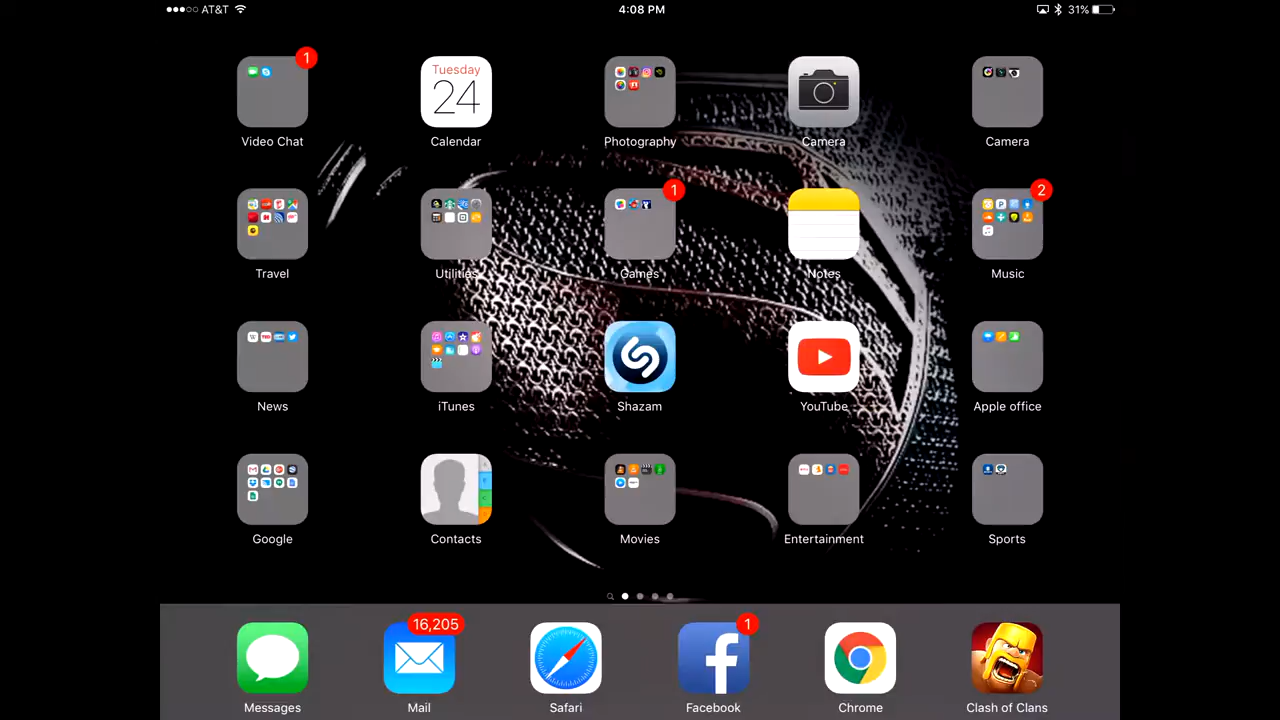 AT&T 4:08 PM 31%
1
Tuesday
24
Video Chat Calendar Photography Camera Camera
1 2
Travel Utilities Games Notes Music
News iTunes Shazam YouTube Apple office
Google Contacts Movies Entertainment Sports
16,205 1
Messages Mail Safari Facebook Chrome Clash of Clans